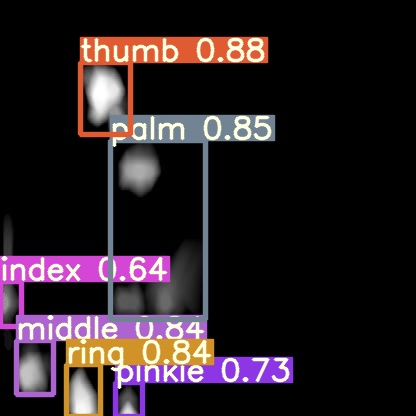 thumb 0.88
palm 0.85
index 0.64
middle 0.84
ring 0.84
pinkie 0.73